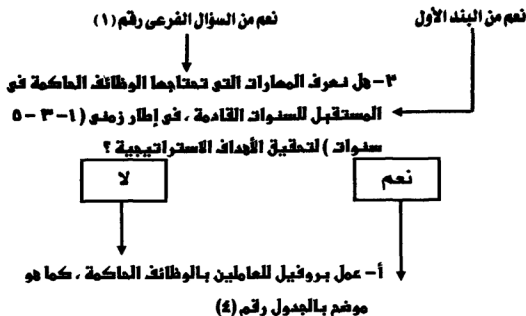 نعم من البند الأول
نعم من السؤال الفرعى رقم (١)
٣- هل نعرف المهارات التى تحتاجها الوظائف الحاكمة فى
المستقبل للسنوات القادمة ، فى إطار زمنى ( ١ - ٣ - ٥
سنوات ) لتحقيق الأهداف الاستراتيجية ؟
نعم
لا
أ- عمل بروفيل للعاملين بالوظائف الحاكمة ، كما هو
موضح بالجدول رقم (٤)